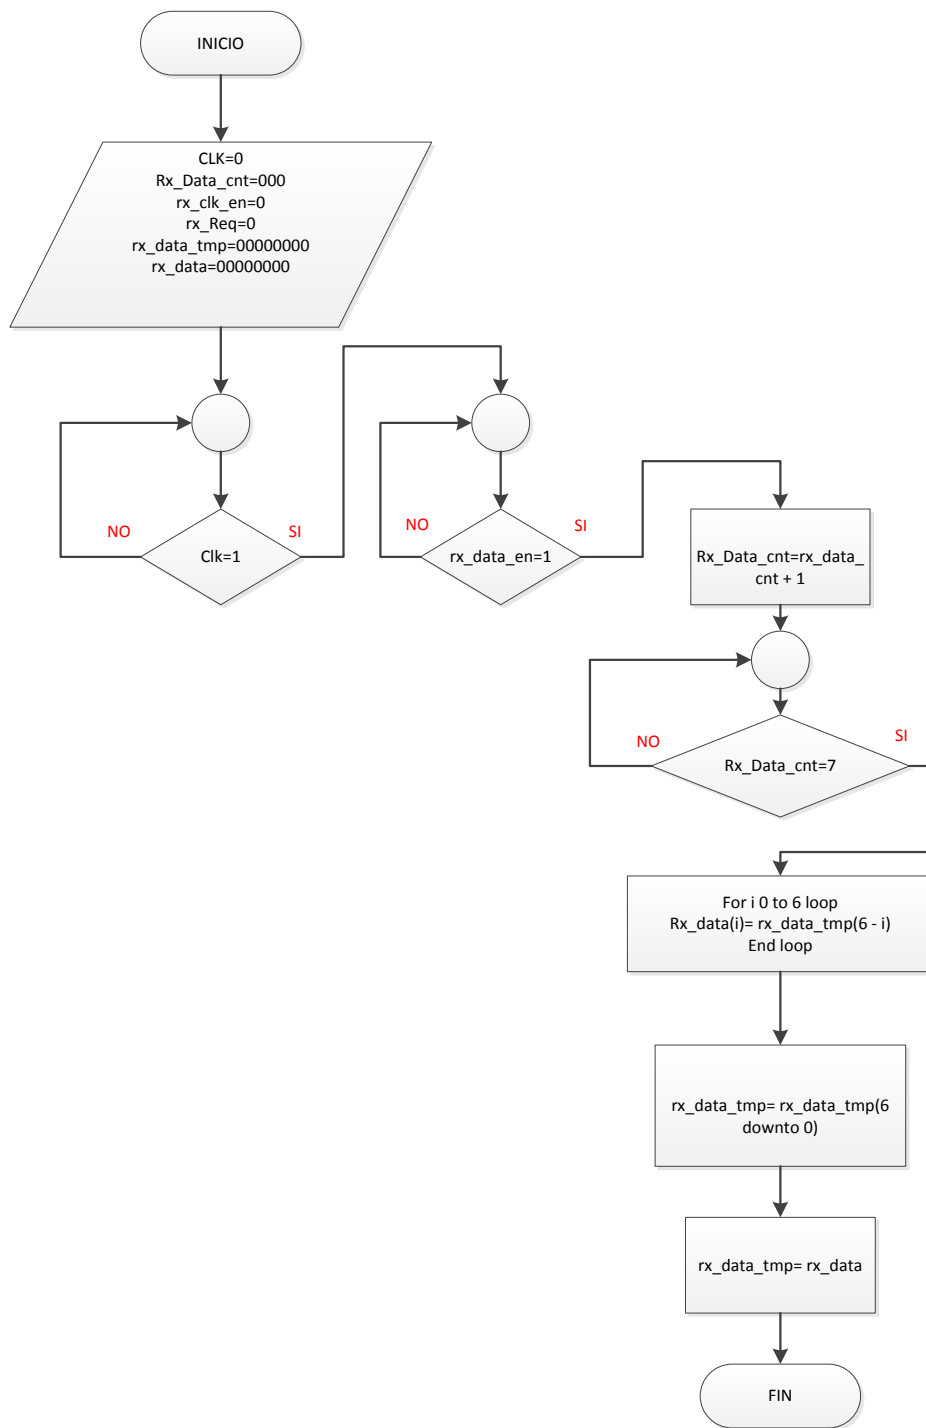 INICIO
CLK=0
Rx_Data_cnt=000
rx_clk_en=0
rx_Req=0
rx_data_tmp=00000000
rx_data=00000000
NO
SI
Clk=1
NO
SI
rx_data_en=1
Rx_Data_cnt=rx_data_
cnt + 1
NO
SI
Rx_Data_cnt=7
For i 0 to 6 loop
Rx_data(i)= rx_data_tmp(6 - i)
End loop
rx_data_tmp= rx_data_tmp(6
downto 0)
rx_data_tmp= rx_data
FIN